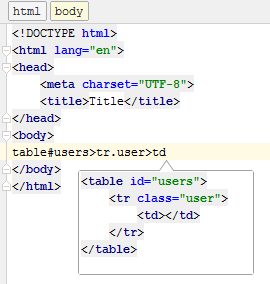 html body
<!DOCTYPE html>
<html lang="en">
<head>
    <meta charset="UTF-8">
    <title>Title</title>
</head>
<body>
table#users>tr.user>td
</body>
</html>
<table id="users">
    <tr class="user">
        <td></td>
    </tr>
</table>